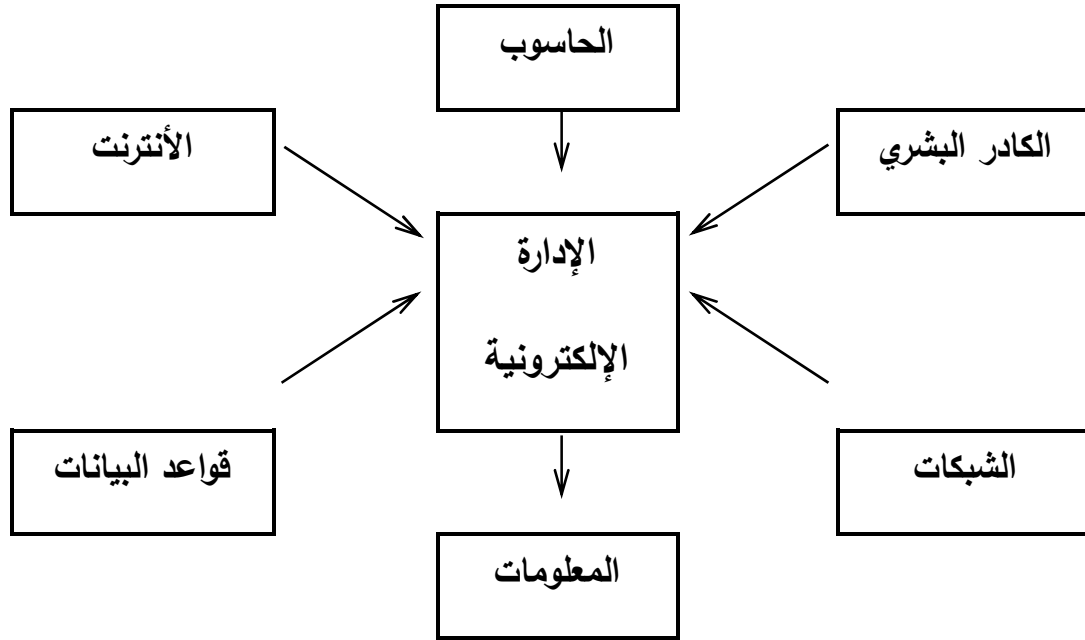 الحاسوب
الكادر البشري
الأنترنت
الإدارة
الإلكترونية
الشبكات
قواعد البيانات
المعلومات